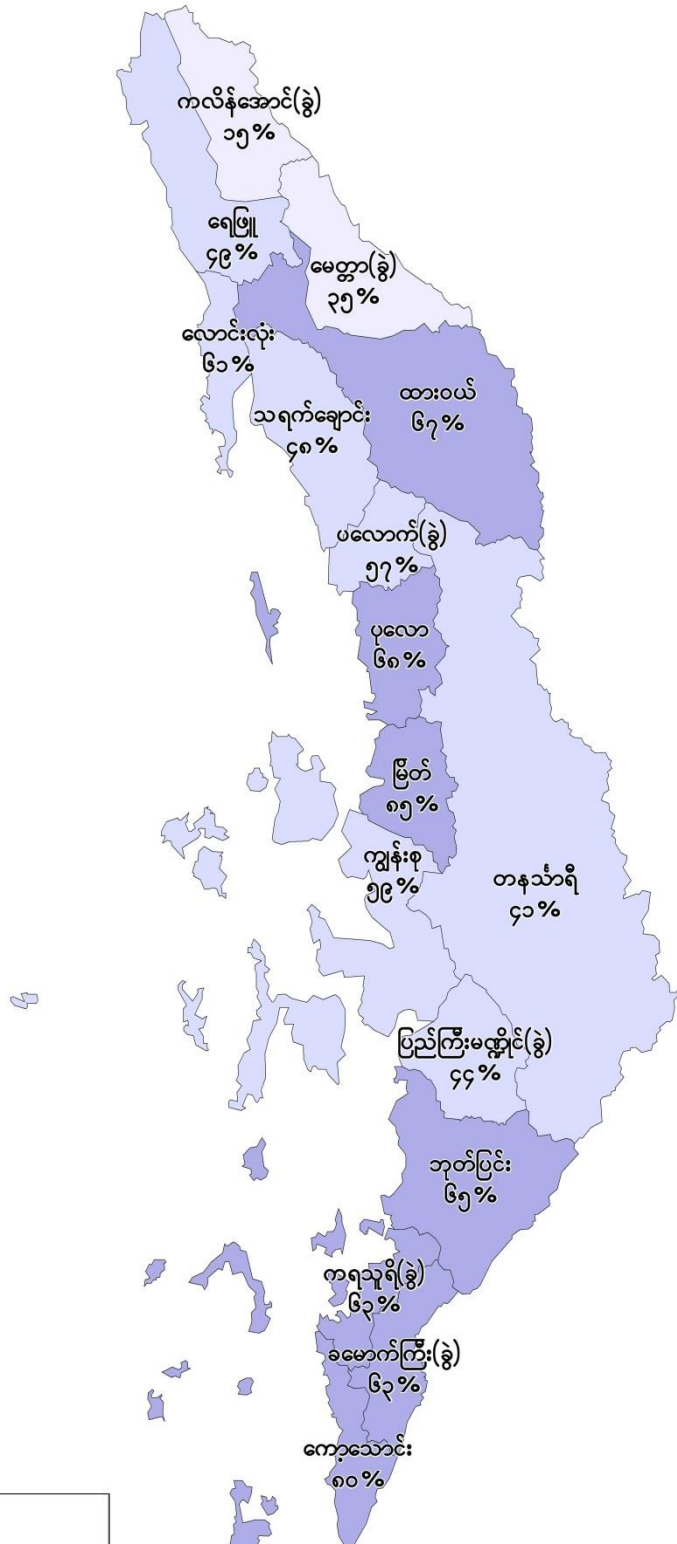 ကလိန်အောင်(ခွဲ)
၁၅%
ရေဖြူ
၄၉%
မေတ္တာ(ခွဲ)
၃၅%
လောင်းလုံး
၆၁%
ထားဝယ်
၆၇%
သရက်ချောင်း
၄၈%
ပလောက်(ခွဲ)
၅၇%
ပုလော
၆၈%
မြိတ်
၈၅%
ကျွန်းစု
၅၉%
တနင်္သာရီ
၄၁%
ပြည်ကြီးမဏ္ဍိုင်(ခွဲ)
၄၄%
ဘုတ်ပြင်း
၆၅%
ကရသူရိ(ခွဲ)
၆၃%
ခမောက်ကြီး(ခွဲ)
၆၃%
ကော့သောင်း
၈၀%